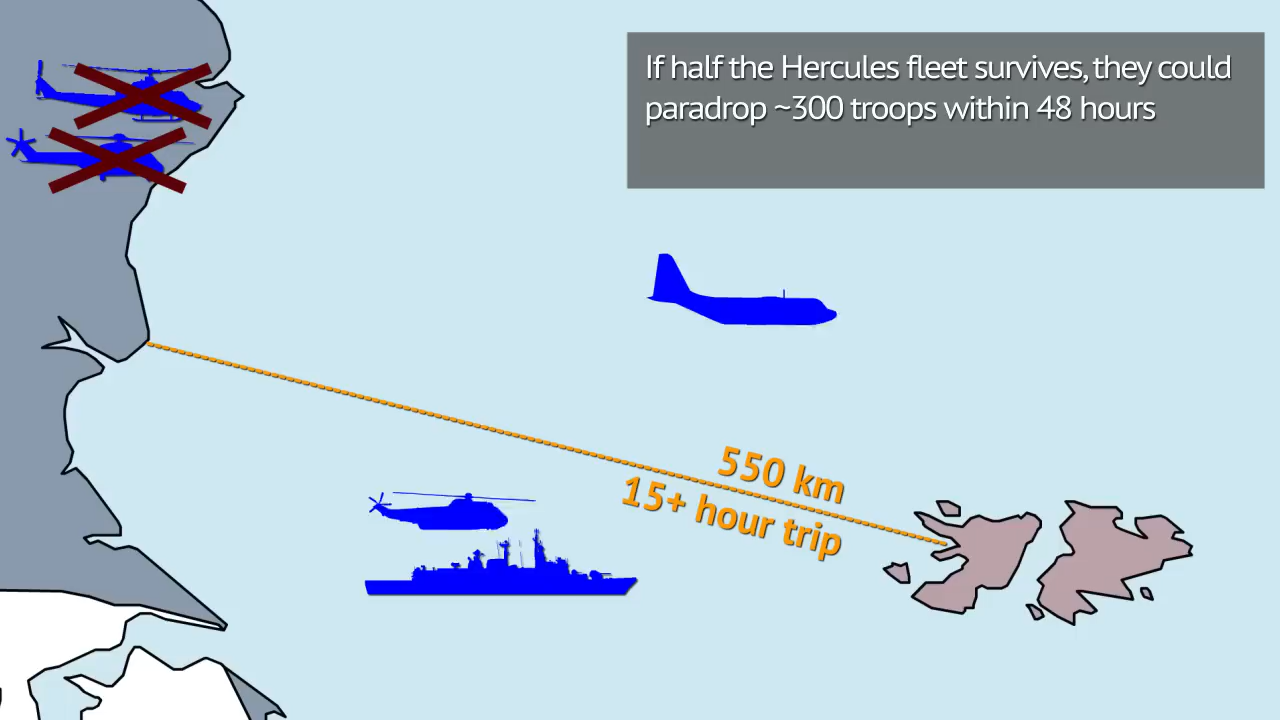 If half the Hercules fleet survives, they could
paradrop ~300 troops within 48 hours
550 km
15+ hour trip